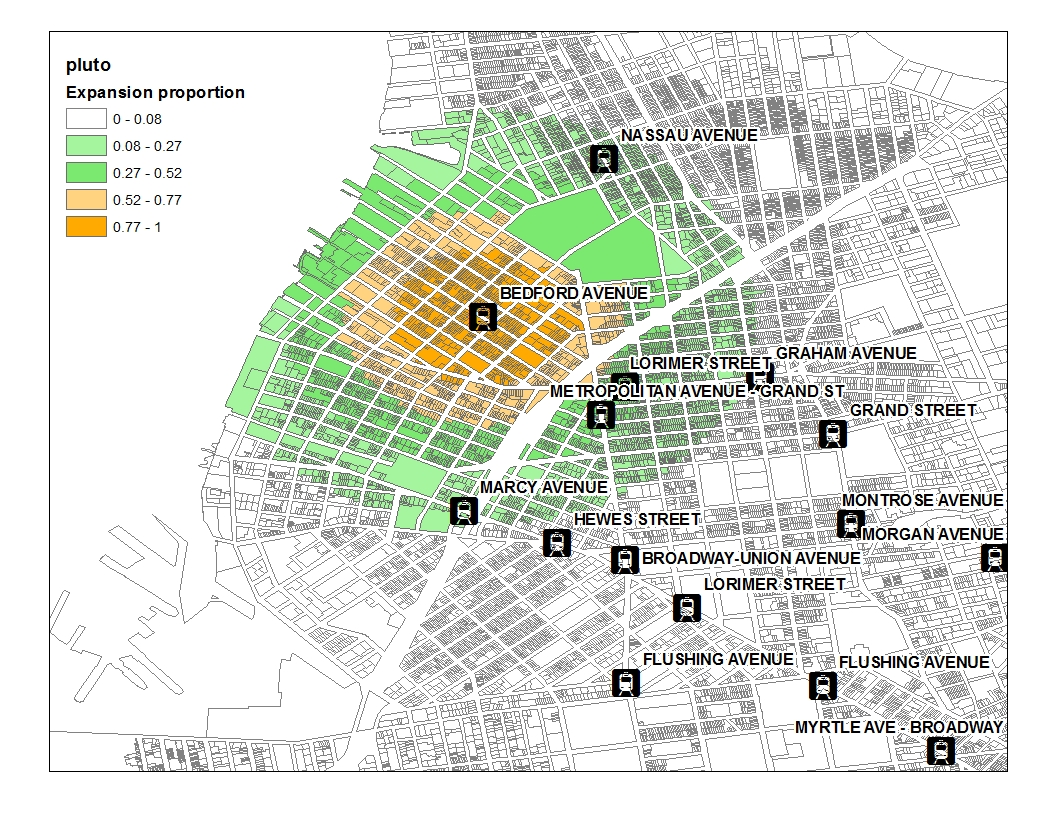 pluto
Expansion proportion
0 - 0.08
0.08 - 0.27
0.27 - 0.52
0.52 - 0.77
0.77 - 1
NASSAU AVENUE
BEDFORD AVENUE
GRAHAM AVENUE
LORIMER STREET
METROPOLITAN AVENUE - GRAND ST
GRAND STREET
MARCY AVENUE
MONTROSE AVENUE
HEWES STREET
MORGAN AVENUE
BROADWAY-UNION AVENUE
LORIMER STREET
FLUSHING AVENUE
FLUSHING AVENUE
MYRTLE AVE - BROADWAY